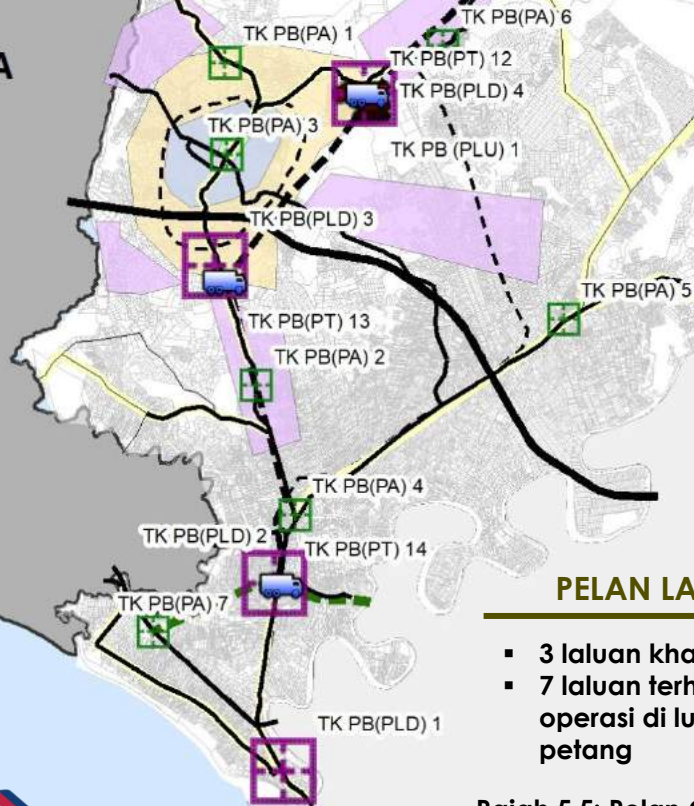 TK PB(PA) 6
TK PB(PA) 1
TK PB(PT) 12
A
TK PB(PLD) 4
TK PB(PA) 3
TK PB (PLU) 1
TK PB(PLD) 3
TK PB(PA) 5
TK PB(PT) 13
TK PB(PA) 2
TK PB(PA) 4
TK PB(PLD) 2
TK PB(PT) 14
TK PB(PA) 7
TK PB(PLD) 1
PELAN LA
▪ 3 laluan kha
▪ 7 laluan terh
operasi di lu
petang